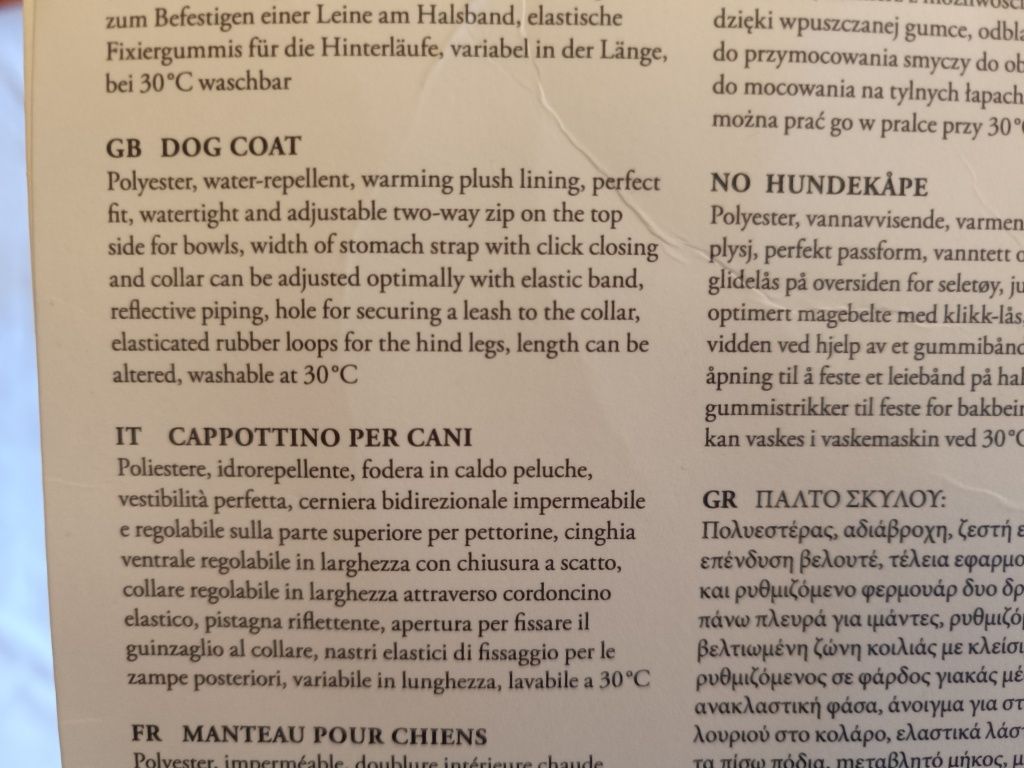 zum Befestigen einer Leine am Halsband, elastische
Fixiergummis für die Hinterläufe, variabel in der Länge,
bei 30°C waschbar
GB DOG COAT
Polyester, water-repellent, warming plush lining, perfect
fit, watertight and adjustable two-way zip on the top
side for bowls, width of stomach strap with click closing
and collar can be adjusted optimally with elastic band,
reflective piping, hole for securing a leash to the collar,
elasticated rubber loops for the hind legs, length can be
altered, washable at 30°C
IT CAPPOTTINO PER CANI
Poliestere, idrorepellente, fodera in caldo peluche,
vestibilità perfetta, cerniera bidirezionale impermeabile
e regolabile sulla parte superiore per pettorine, cinghia
ventrale regolabile in larghezza con chiusura a scatto,
collare regolabile in larghezza attraverso cordoncino
elastico, pistagna riflettente, apertura per fissare il
guinzaglio al collare, nastri elastici di fissaggio per le
zampe posteriori, variabile in lunghezza, lavabile a 30°C
FR MANTEAU POUR CHIENS
Polyester, imperméable, doublure intérieure chaude
dzięki wpuszczanej gumce,
do przymocowania smyczy do
do mocowania na tylnych łapach
można prać go w pralce przy 30°
NO HUNDEKÅPE
Polyester, vannavvisende,
plysj, perfekt passform, vanntett
glidelås på oversiden for seletøy,
optimert magebelte med klikk-lås,
vidden ved hjelp av et
åpning til å feste et leiebånd på
gummistrikker til feste for
kan vaskes i vaskemaskin ved 30°C
GR ΠΑΛΤΟ ΣΚΥΛΟΥ:
Πολυεστέρας, αδιάβροχη, ζεστή
επένδυση βελουτέ, τέλεια
και ρυθμιζόμενο φερμουάρ δυο
πάνω πλευρά για ιμάντες,
βελτιωμένη ζώνη κοιλιάς με
ρυθμιζόμενος σε φάρδος γιακάς
ανακλαστική φάσα, άνοιγμα για
λουριού στο κολάρο, ελαστικά
τα πίσω πόδια, μεταβλητό μήκος,